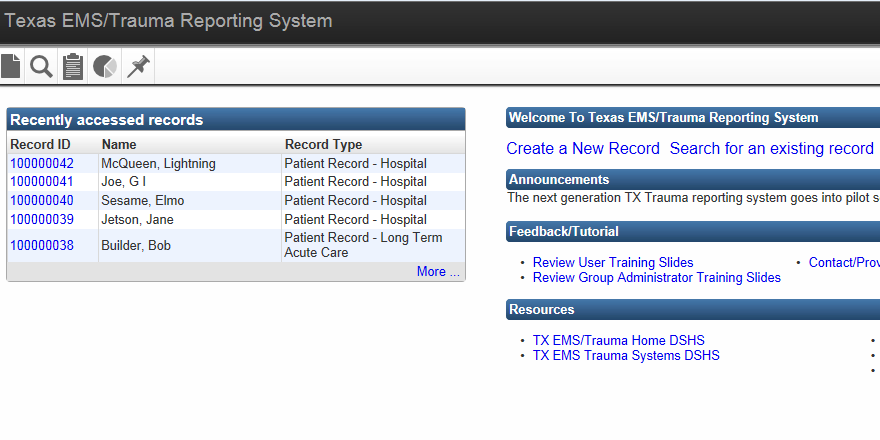 Texas EMS/Trauma Reporting System
Recently accessed records
Record ID Name Record Type
100000042 McQueen, Lightning Patient Record - Hospital
100000041 Joe, G I Patient Record - Hospital
100000040 Sesame, Elmo Patient Record - Hospital
100000039 Jetson, Jane Patient Record - Hospital
100000038 Builder, Bob Patient Record - Long Term
Acute Care
More ...
Welcome To Texas EMS/Trauma Reporting System
Create a New Record Search for an existing record
Announcements
The next generation TX Trauma reporting system goes into pilot s
Feedback/Tutorial
• Review User Training Slides • Contact/Prov
• Review Group Administrator Training Slides
Resources
• TX EMS/Trauma Home DSHS
• TX EMS Trauma Systems DSHS